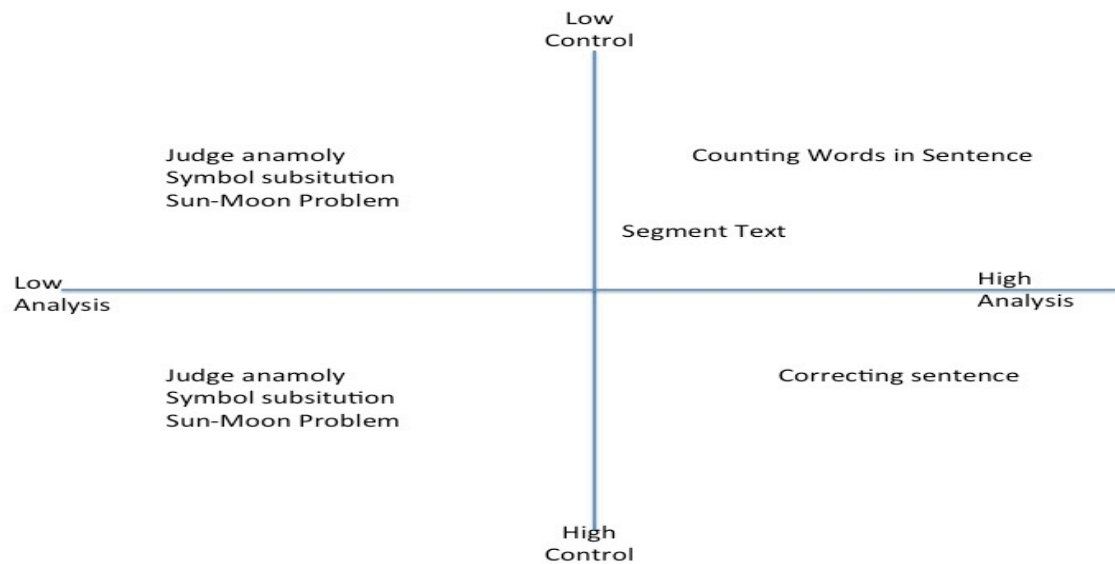 Low
Control
Judge anamoly
Symbol subsitution
Sun-Moon Problem
Counting Words in Sentence
Segment Text
Low
Analysis
High
Analysis
Judge anamoly
Symbol subsitution
Sun-Moon Problem
Correcting sentence
High
Control